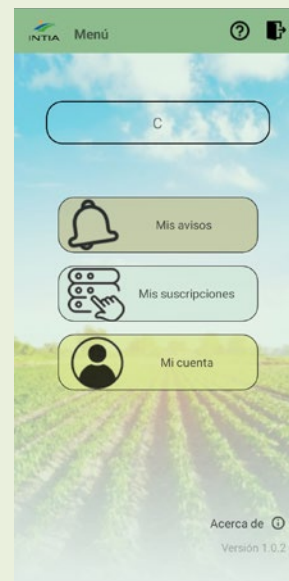 INTIA Menú
C
Mis avisos
Mis suscripciones
Mi cuenta
Acerca de
Versión 1.0.2